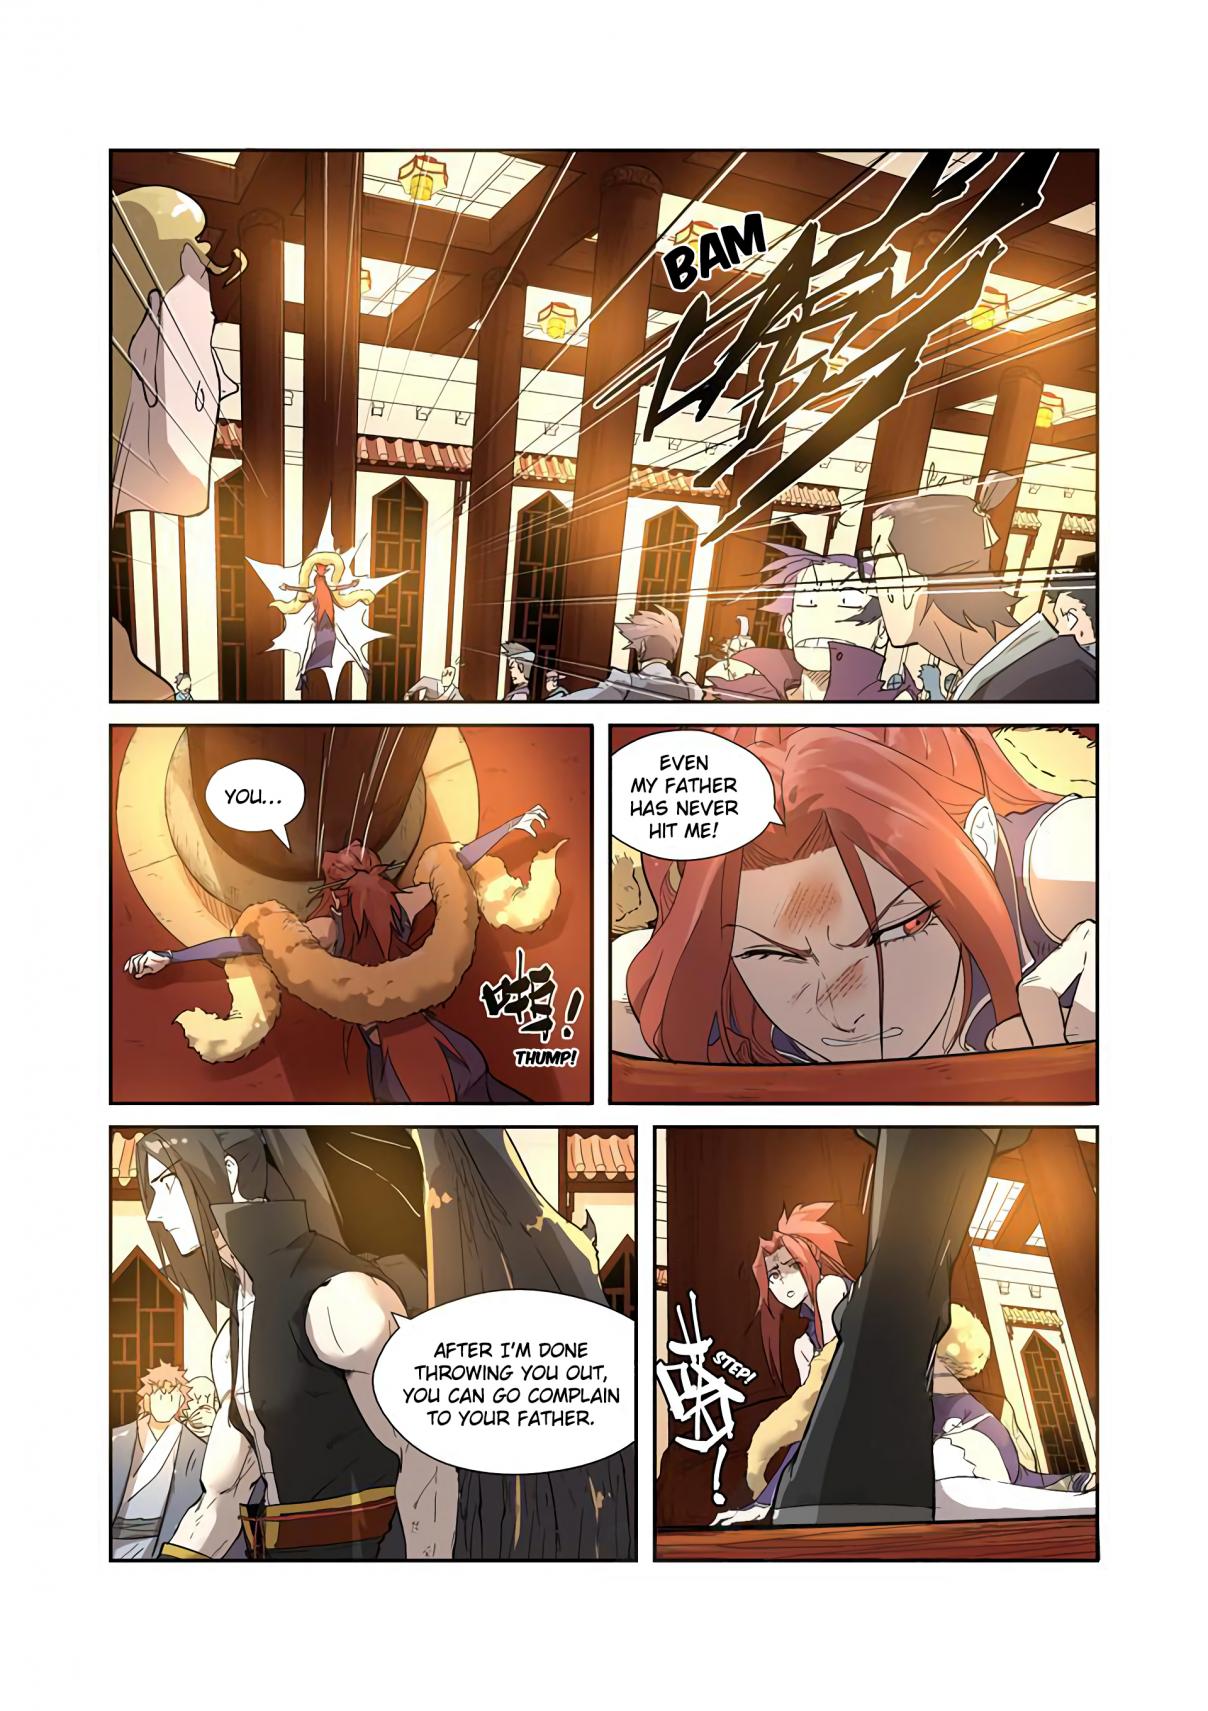 BAM
YOU...
THUMP!
EVEN
MY FATHER
HAS NEVER
HIT ME!
AFTER I'M DONE
THROWING YOU OUT,
YOU CAN GO COMPLAIN
TO YOUR FATHER.
STEP!